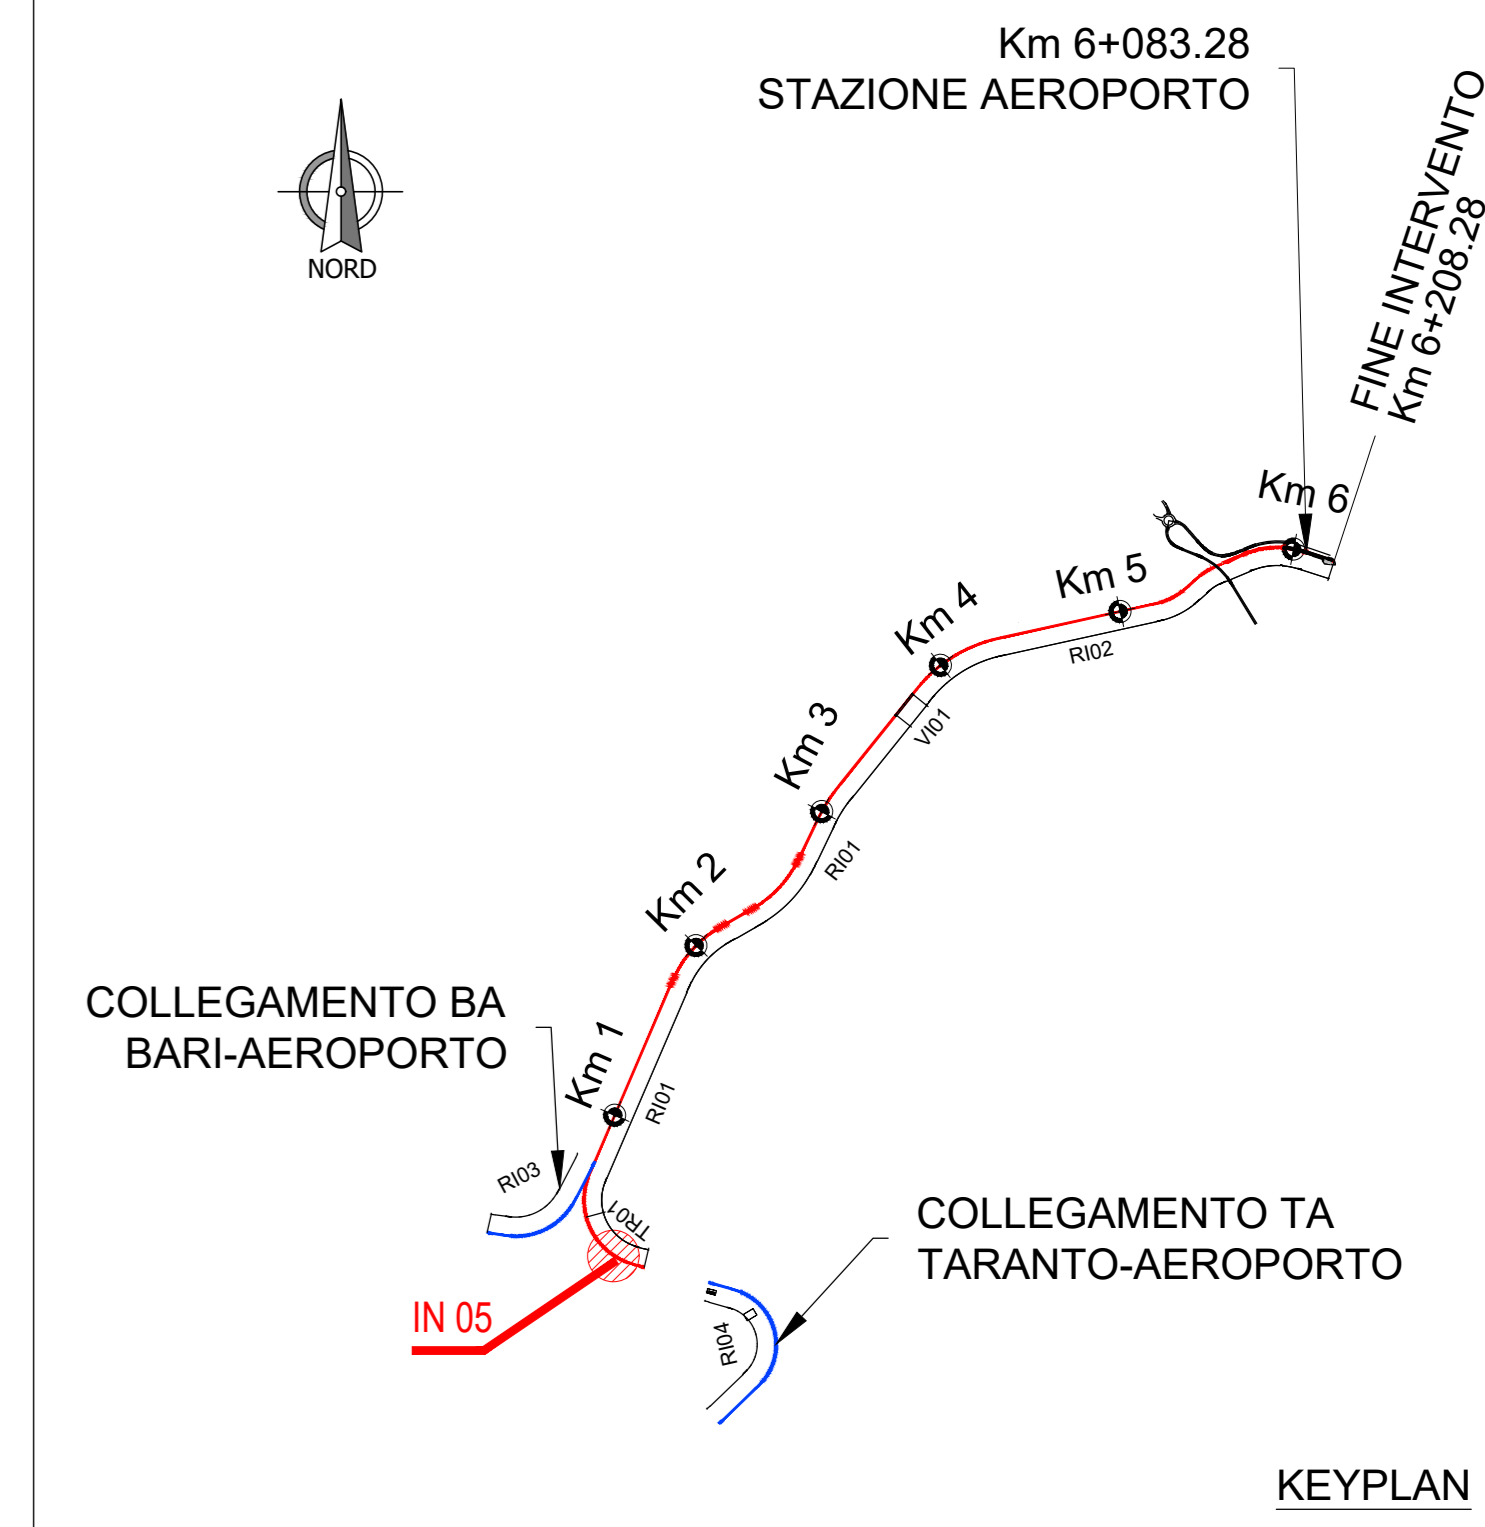 Km 6+083.28
STAZIONE AEROPORTO
FINE INTERVENTO
Km 6+208.28
NORD
Km 6
Km 5
Km 4
RI02
VI01
Km 3
RI01
Km 2
COLLEGAMENTO BA
BARI-AEROPORTO
Km 1
RI01
RI03
TR01
COLLEGAMENTO TA
TARANTO-AEROPORTO
IN 05
RI04
KEYPLAN